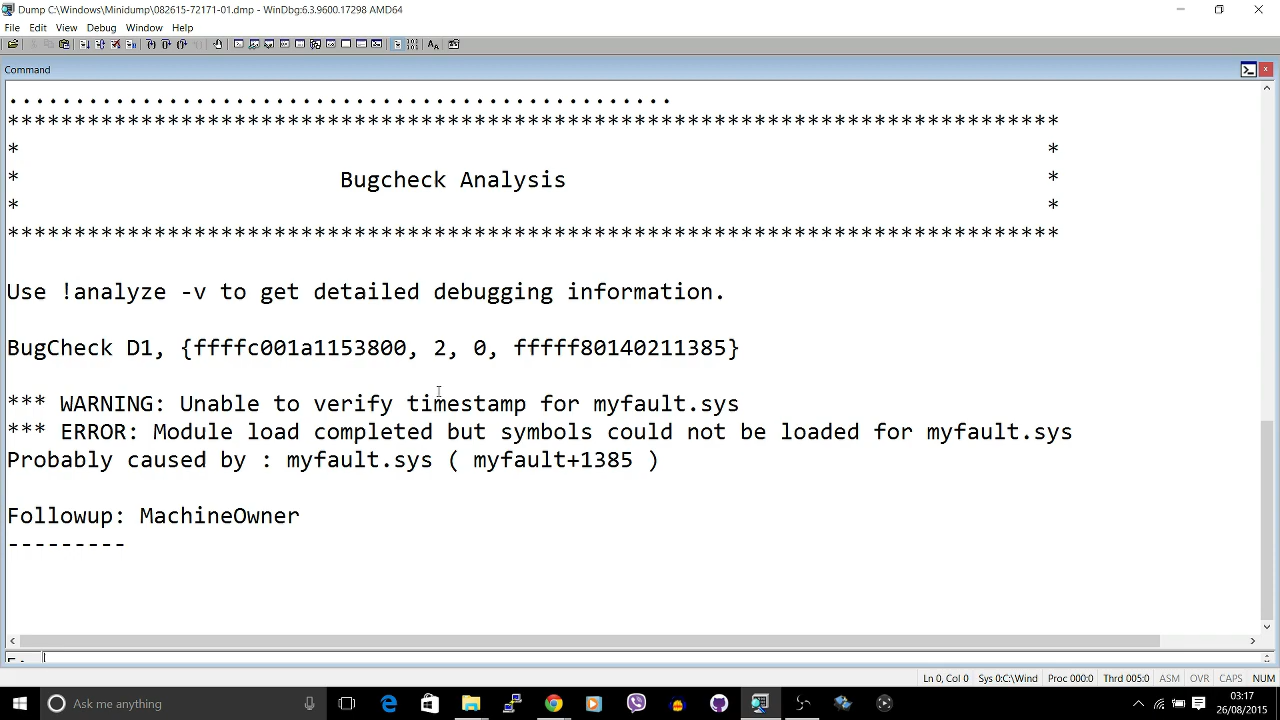 Dump C:\Windows\Minidump\082615-72171-01.dmp - WinDbg:6.3.9600.17298 AMD64
File Edit View Debug Window Help
Command
..................................................
*******************************************************************************
* *
* Bugcheck Analysis *
* *
*******************************************************************************
Use !analyze -v to get detailed debugging information.
BugCheck D1, {ffffc001a1153800, 2, 0, fffff80140211385}
*** WARNING: Unable to verify timestamp for myfault.sys
*** ERROR: Module load completed but symbols could not be loaded for myfault.sys
Probably caused by : myfault.sys ( myfault+1385 )
Followup: MachineOwner
---------
Ln 0, Col 0 Sys 0:C:\Wind Proc 000:0 Thrd 005:0 ASM OVR CAPS NUM
Ask me anything
03:17
26/08/2015